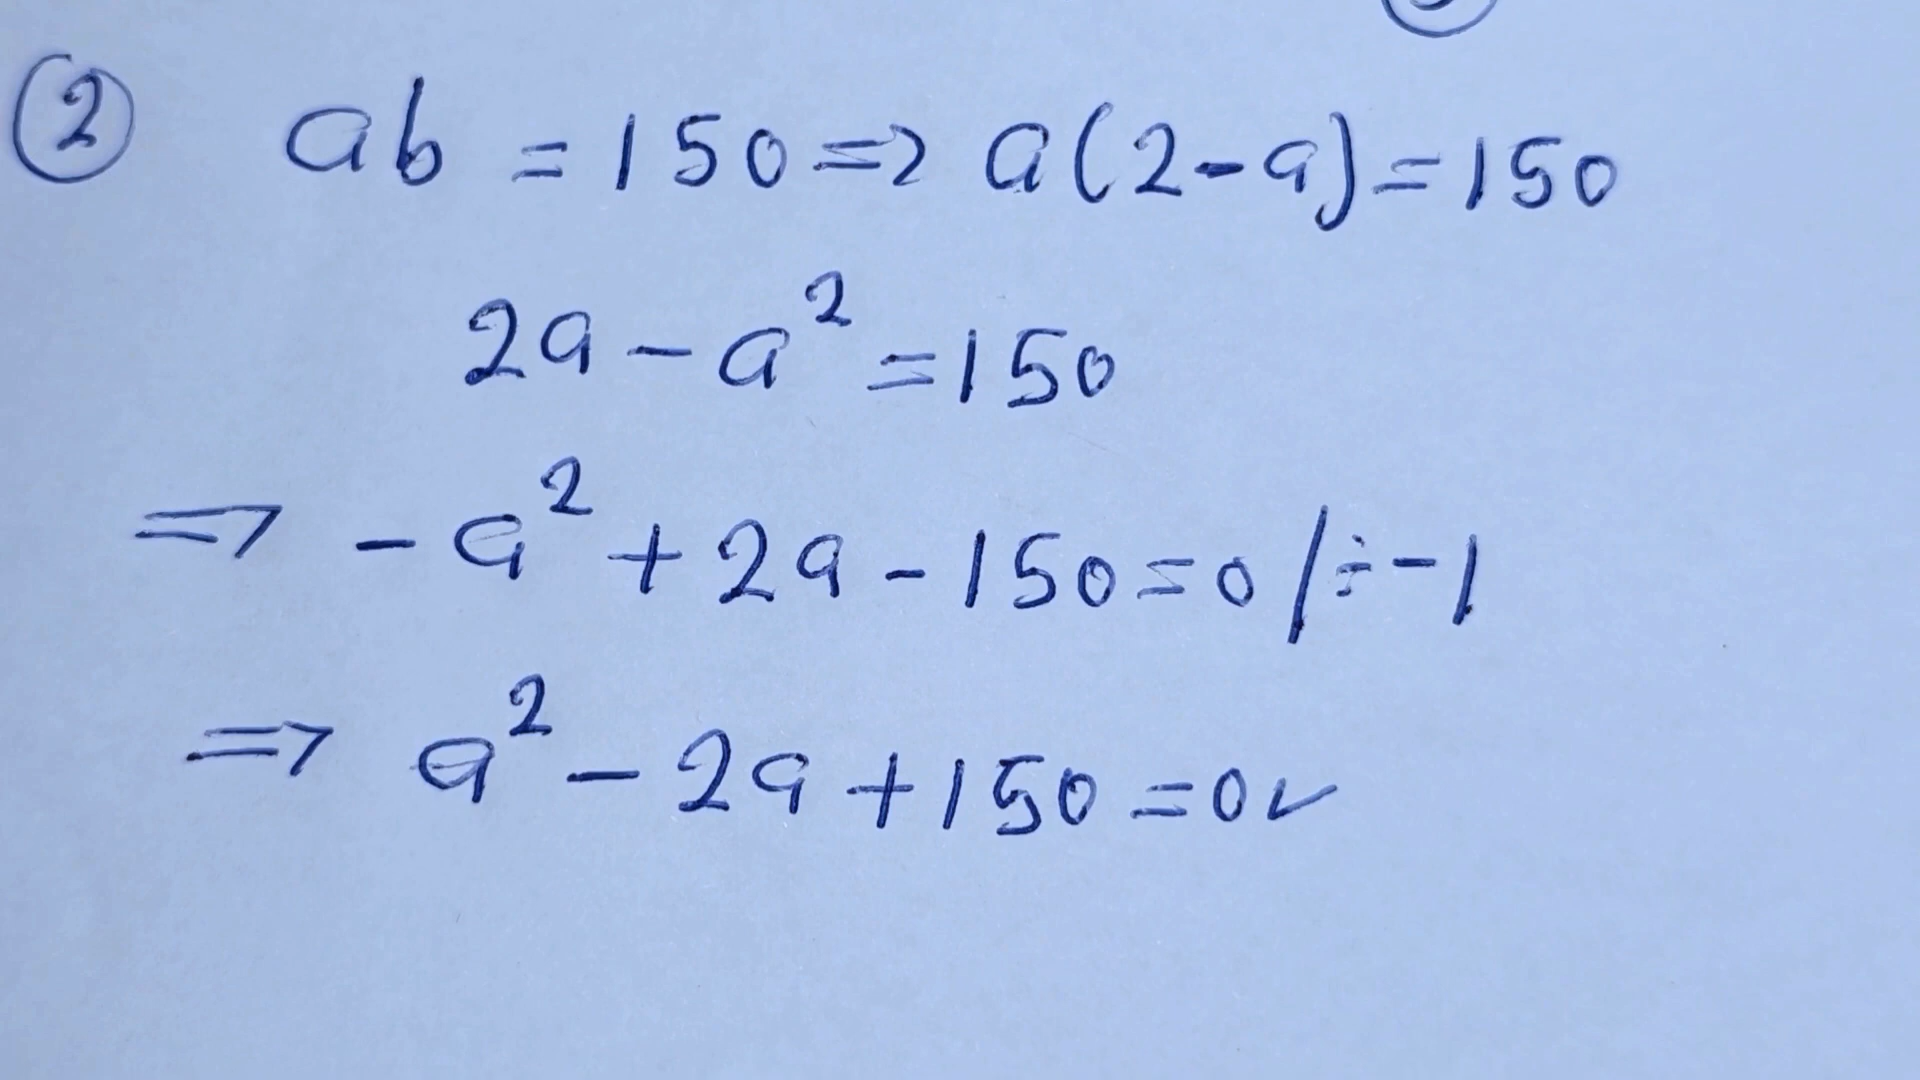 ② ab = 150 => a(2-a) = 150
2a - a² = 150
=> -a² + 2a - 150 = 0 / ÷ -1
=> a² - 2a + 150 = 0 ✓